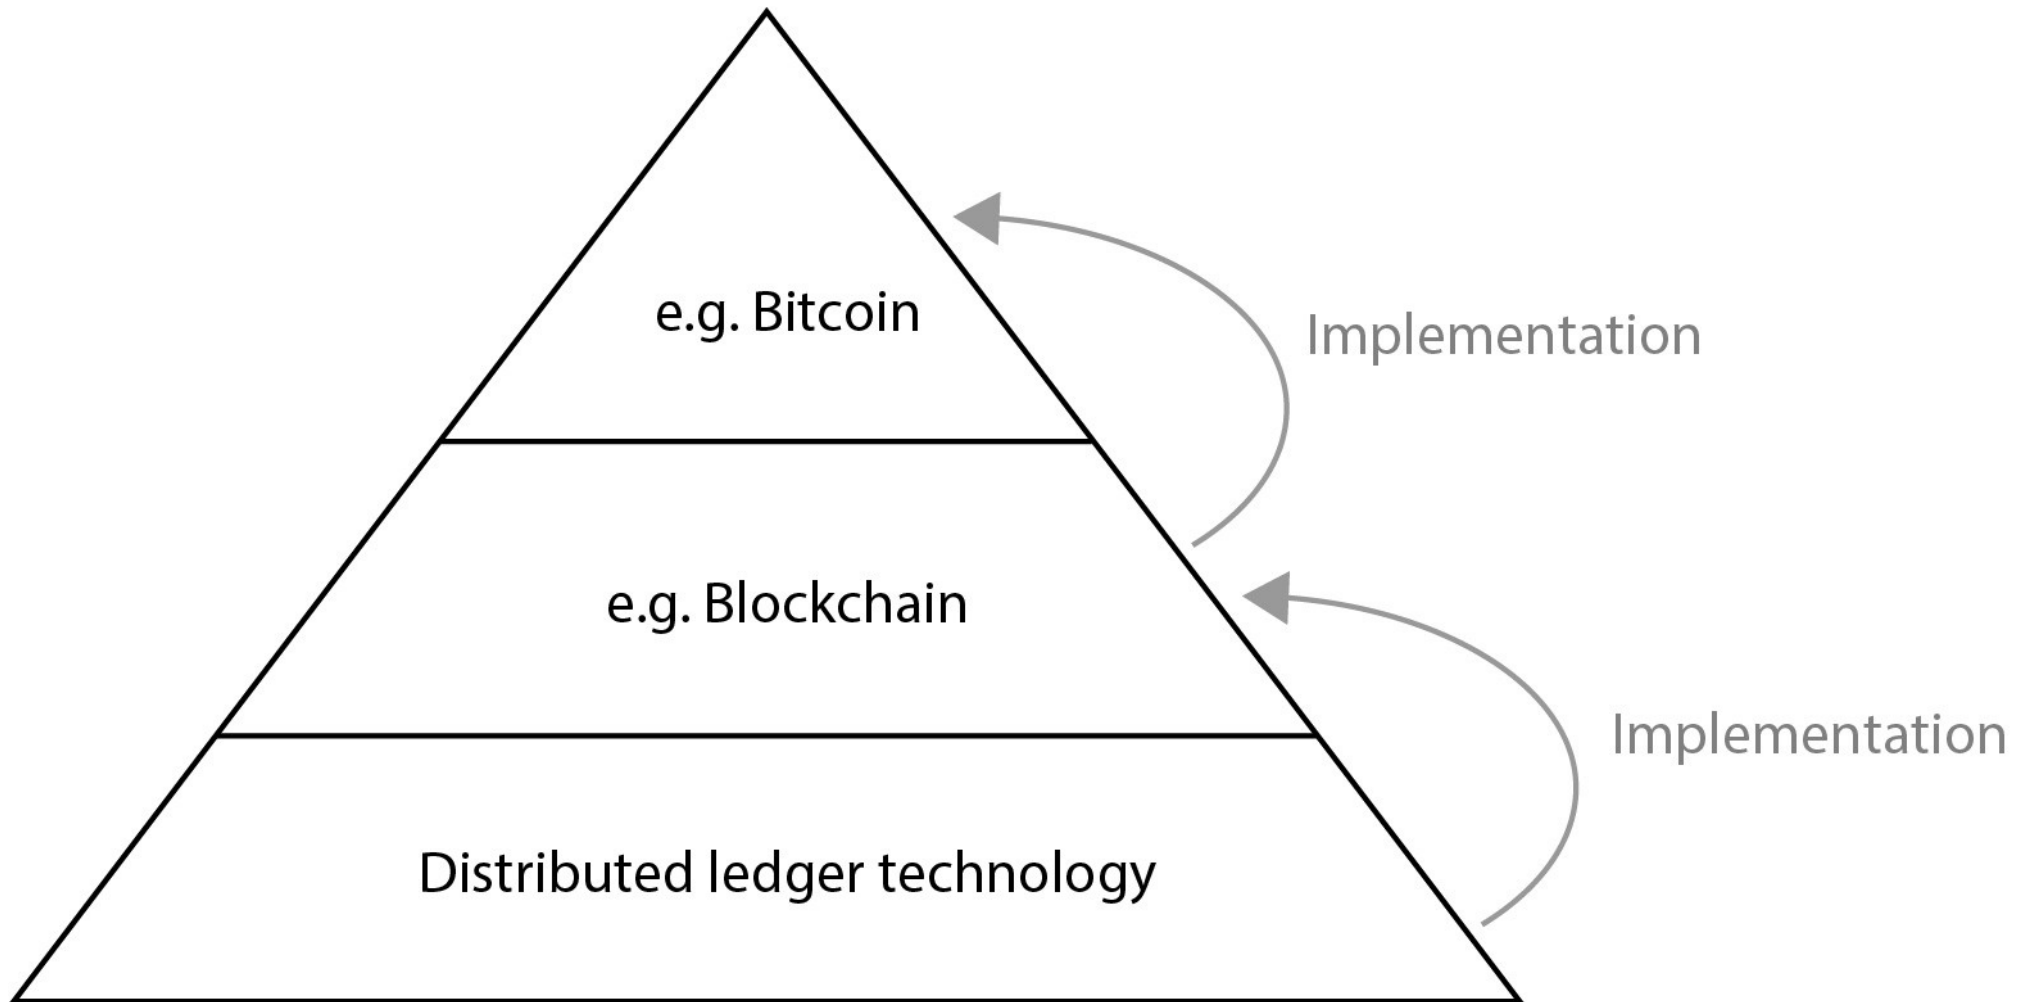 e.g. Bitcoin
Implementation
e.g. Blockchain
Implementation
Distributed ledger technology